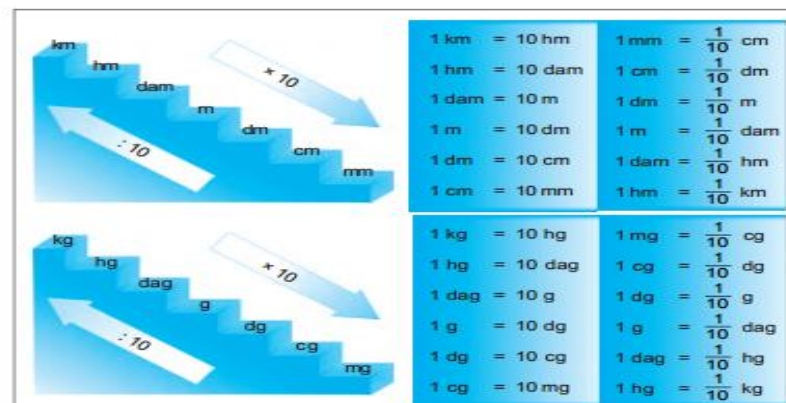 km
hm
dam
m
dm
cm
mm
× 10
: 10
1 km = 10 hm
1 hm = 10 dam
1 dam = 10 m
1 m = 10 dm
1 dm = 10 cm
1 cm = 10 mm
1 mm = 1/10 cm
1 cm = 1/10 dm
1 dm = 1/10 m
1 m = 1/10 dam
1 dam = 1/10 hm
1 hm = 1/10 km
kg
hg
dag
g
dg
cg
mg
× 10
: 10
1 kg = 10 hg
1 hg = 10 dag
1 dag = 10 g
1 g = 10 dg
1 dg = 10 cg
1 cg = 10 mg
1 mg = 1/10 cg
1 cg = 1/10 dg
1 dg = 1/10 g
1 g = 1/10 dag
1 dag = 1/10 hg
1 hg = 1/10 kg